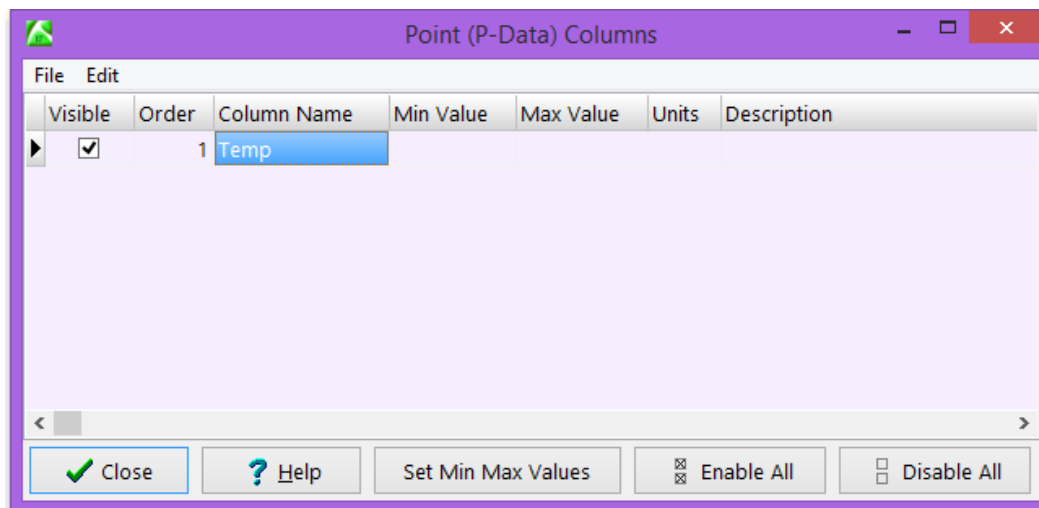 Point (P-Data) Columns
File Edit
Visible Order Column Name Min Value Max Value Units Description
1 Temp
Close Help Set Min Max Values Enable All Disable All